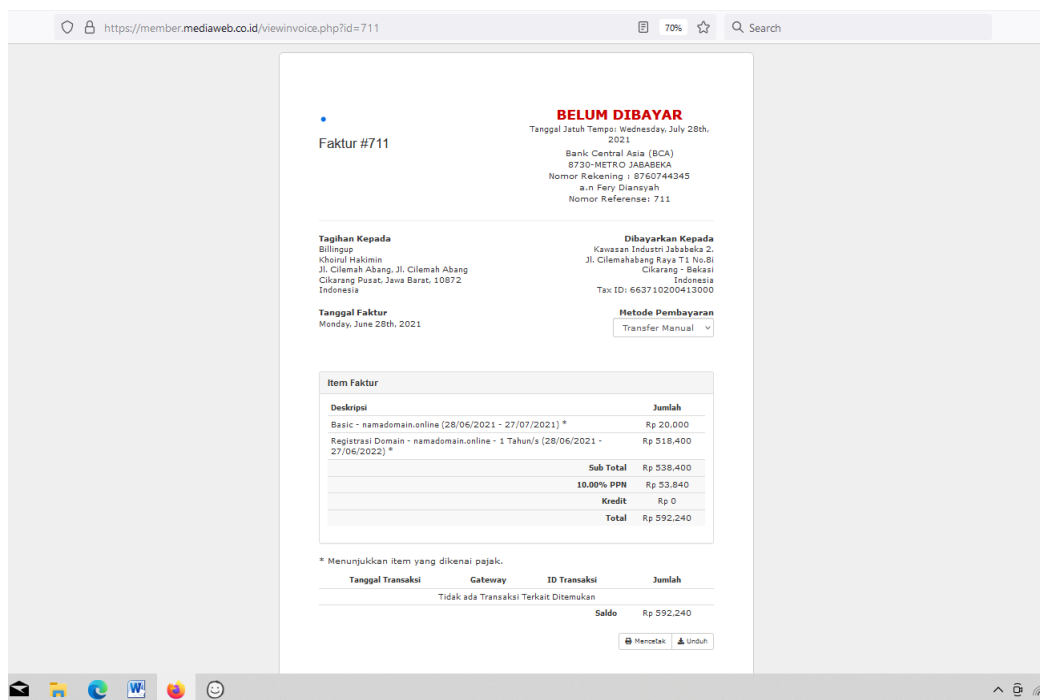 https://member.mediaweb.co.id/viewinvoice.php?id=711
70%
Search
BELUM DIBAYAR
Tanggal Jatuh Tempo: Wednesday, July 28th,
2021
Faktur #711
Bank Central Asia (BCA)
8730-METRO JABABEKA
Nomor Rekening : 8760744345
a.n Fery Diansyah
Nomor Referense: 711
Tagihan Kepada
Billingup
Khoirul Hakimin
Jl. Cilemah Abang, Jl. Cilemah Abang
Cikarang Pusat, Jawa Barat, 10872
Indonesia
Dibayarkan Kepada
Kawasan Industri Jababeka 2.
Jl. Cilemahabang Raya T1 No.8i
Cikarang - Bekasi
Indonesia
Tax ID: 663710200413000
Tanggal Faktur
Monday, June 28th, 2021
Metode Pembayaran
Transfer Manual
Item Faktur
Deskripsi Jumlah
Basic - namadomain.online (28/06/2021 - 27/07/2021) * Rp 20,000
Registrasi Domain - namadomain.online - 1 Tahun/s (28/06/2021 - Rp 518,400
27/06/2022) *
Sub Total Rp 538,400
10.00% PPN Rp 53,840
Kredit Rp 0
Total Rp 592,240
* Menunjukkan item yang dikenai pajak.
Tanggal Transaksi Gateway ID Transaksi Jumlah
Tidak ada Transaksi Terkait Ditemukan
Saldo Rp 592,240
Mencetak Unduh